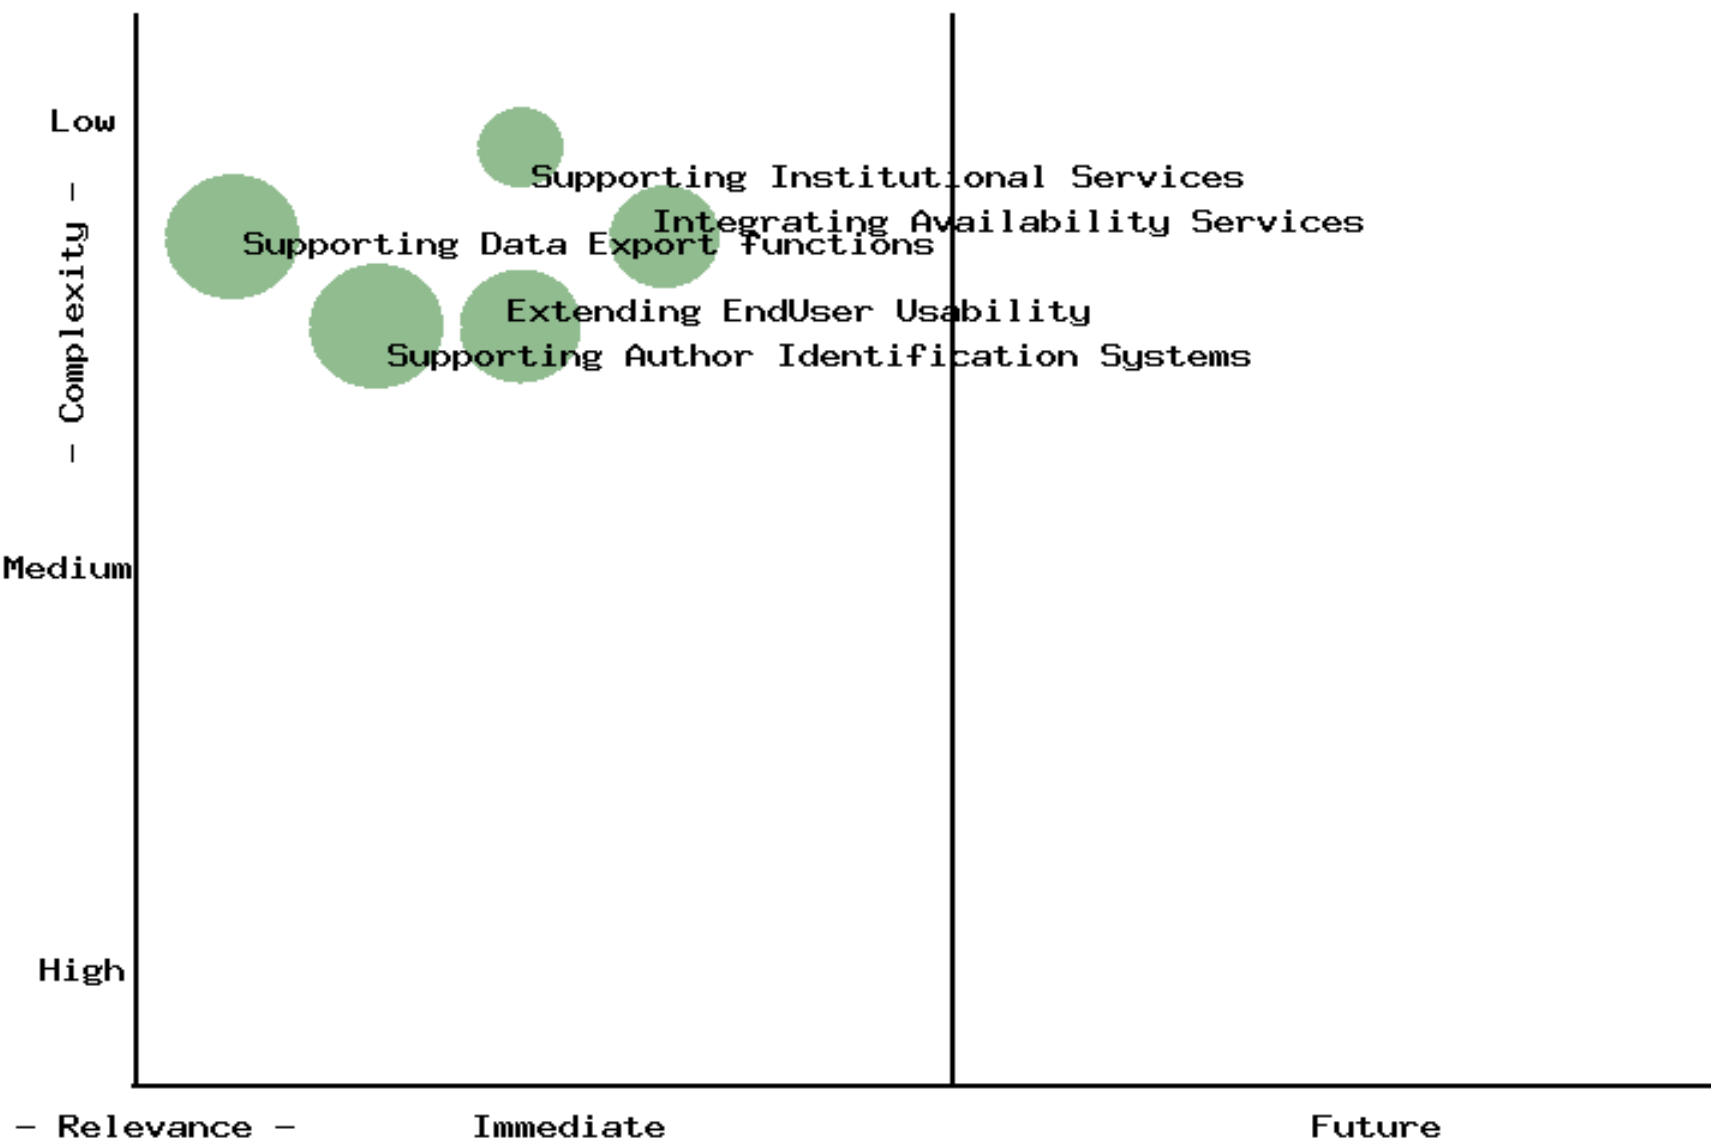 Low
Supporting Institutional Services
Integrating Availability Services
Supporting Data Export functions
- Complexity -
Extending EndUser Usability
Supporting Author Identification Systems
Medium
High
- Relevance -
Immediate
Future